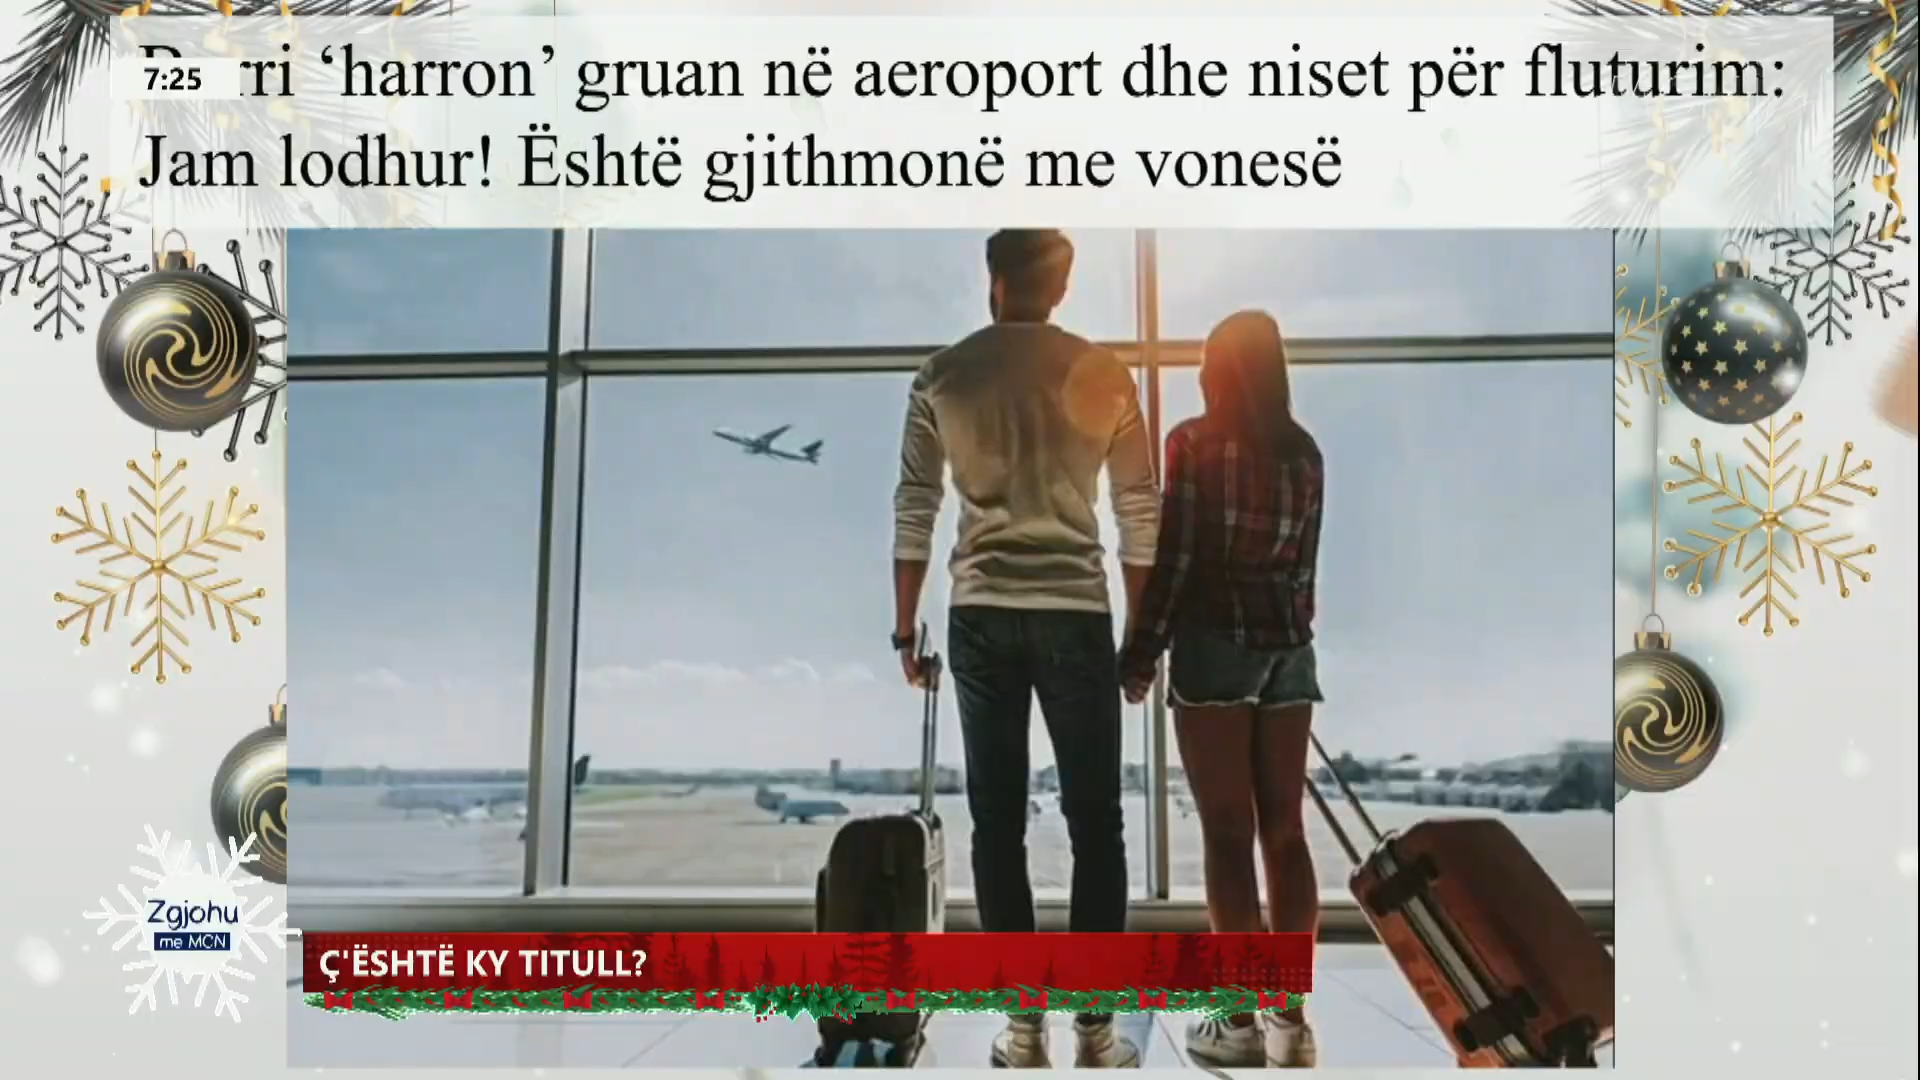 7:25
‘harron’ gruan në aeroport dhe niset për fluturim:
Jam lodhur! Është gjithmonë me vonesë
Zgjohu
me MCN
Ç'ËSHTË KY TITULL?